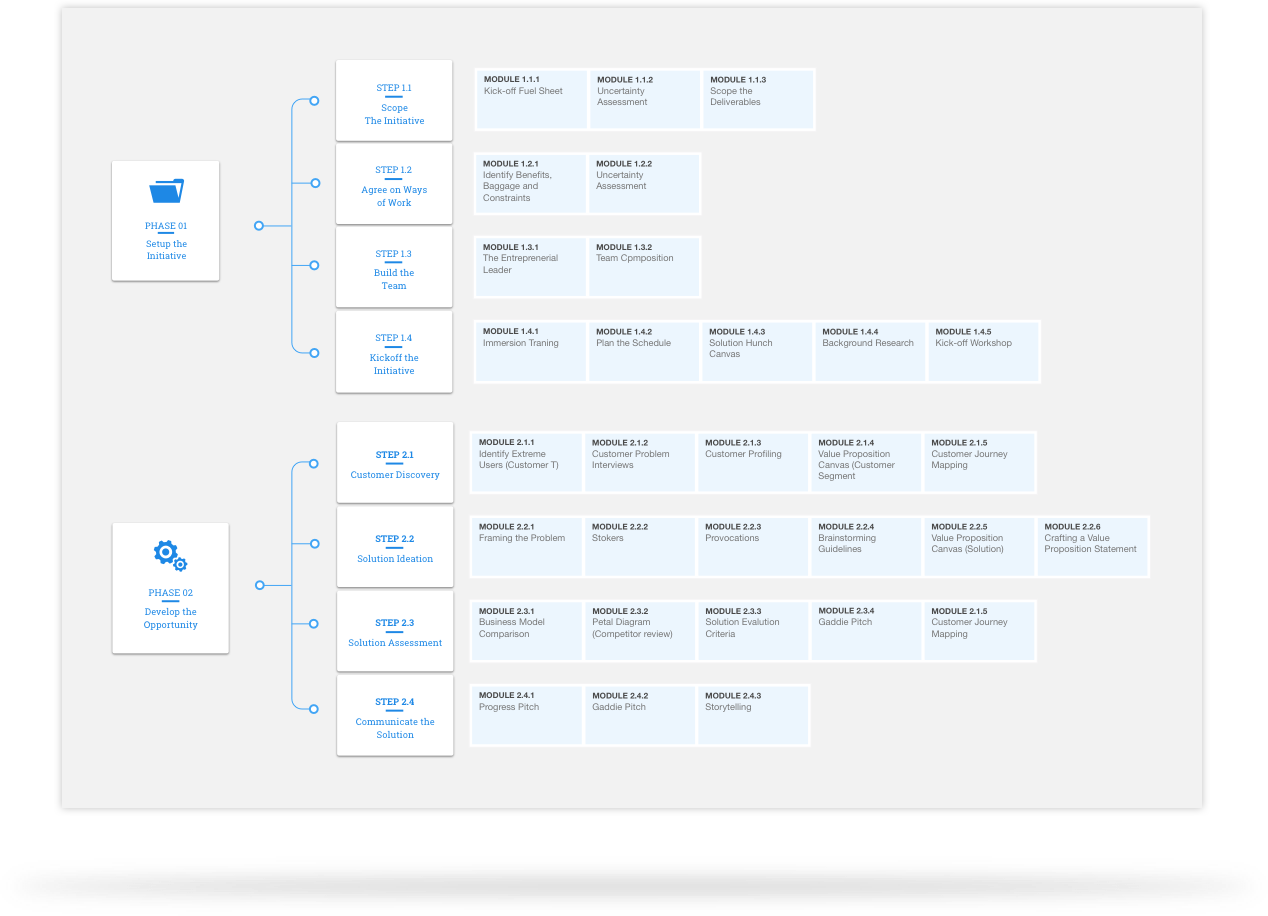 PHASE 01
Setup the
Initiative
STEP 1.1
Scope
The Initiative
MODULE 1.1.1
Kick-off Fuel Sheet
MODULE 1.1.2
Uncertainty
Assessment
MODULE 1.1.3
Scope the
Deliverables
STEP 1.2
Agree on Ways
of Work
MODULE 1.2.1
Identify Benefits,
Baggage and
Constraints
MODULE 1.2.2
Uncertainty
Assessment
STEP 1.3
Build the
Team
MODULE 1.3.1
The Entreprenerial
Leader
MODULE 1.3.2
Team Cpmposition
STEP 1.4
Kickoff the
Initiative
MODULE 1.4.1
Immersion Traning
MODULE 1.4.2
Plan the Schedule
MODULE 1.4.3
Solution Hunch
Canvas
MODULE 1.4.4
Background Research
MODULE 1.4.5
Kick-off Workshop
PHASE 02
Develop the
Opportunity
STEP 2.1
Customer Discovery
MODULE 2.1.1
Identify Extreme
Users (Customer T)
MODULE 2.1.2
Customer Problem
Interviews
MODULE 2.1.3
Customer Profiling
MODULE 2.1.4
Value Proposition
Canvas (Customer
Segment
MODULE 2.1.5
Customer Journey
Mapping
STEP 2.2
Solution Ideation
MODULE 2.2.1
Framing the Problem
MODULE 2.2.2
Stokers
MODULE 2.2.3
Provocations
MODULE 2.2.4
Brainstorming
Guidelines
MODULE 2.2.5
Value Proposition
Canvas (Solution)
MODULE 2.2.6
Crafting a Value
Proposition Statement
STEP 2.3
Solution Assessment
MODULE 2.3.1
Business Model
Comparison
MODULE 2.3.2
Petal Diagram
(Competitor review)
MODULE 2.3.3
Solution Evalution
Criteria
MODULE 2.3.4
Gaddie Pitch
MODULE 2.1.5
Customer Journey
Mapping
STEP 2.4
Communicate the
Solution
MODULE 2.4.1
Progress Pitch
MODULE 2.4.2
Gaddie Pitch
MODULE 2.4.3
Storytelling